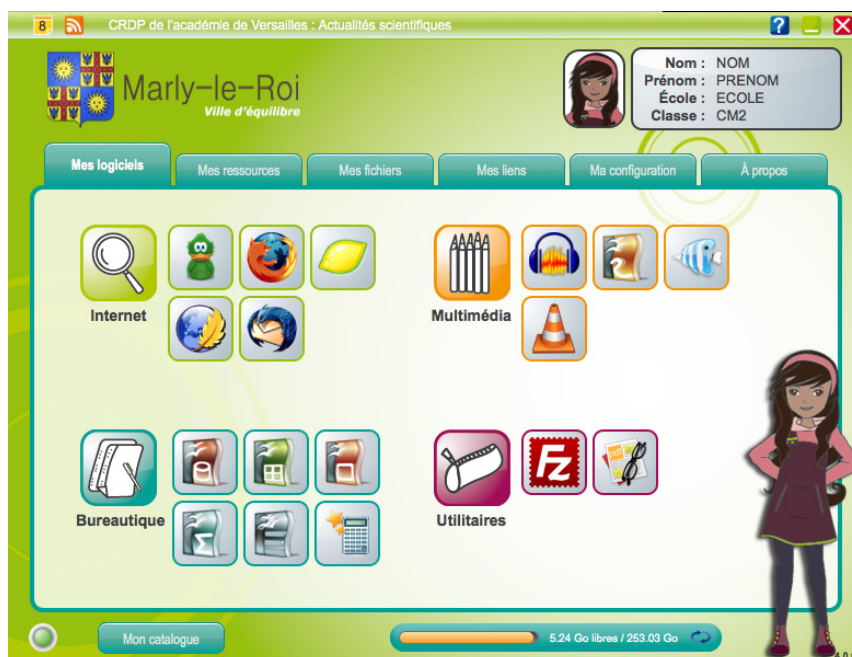 8
CRDP de l'académie de Versailles : Actualités scientifiques
?
Marly-le-Roi
Ville d'équilibre
Nom : NOM
Prénom : PRENOM
École : ECOLE
Classe : CM2
Mes logiciels
Mes ressources
Mes fichiers
Mes liens
Ma configuration
À propos
Internet
Multimédia
Bureautique
Utilitaires
FZ
pdf
Mon catalogue
5.24 Go libres / 253.03 Go